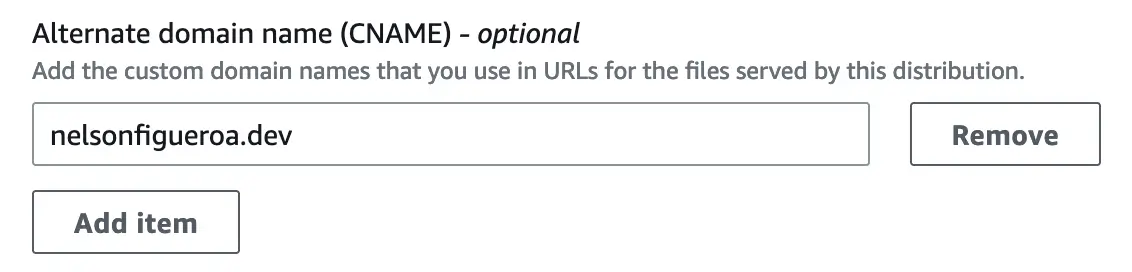 Alternate domain name (CNAME) - optional
Add the custom domain names that you use in URLs for the files served by this distribution.
nelsonfigueroa.dev
Remove
Add item